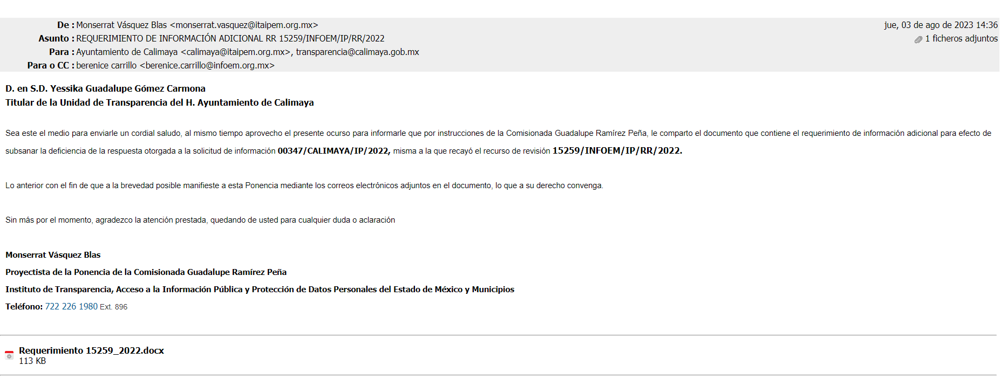 De : Monserrat Vásquez Blas <monserrat.vasquez@itaipem.org.mx>
jue, 03 de ago de 2023 14:36
Asunto : REQUERIMIENTO DE INFORMACIÓN ADICIONAL RR 15259/INFOEM/IP/RR/2022
1 ficheros adjuntos
Para : Ayuntamiento de Calimaya <calimaya@itaipem.org.mx>, transparencia@calimaya.gob.mx
Para o CC : berenice carrillo <berenice.carrillo@infoem.org.mx>
D. en S.D. Yessika Guadalupe Gómez Carmona
Titular de la Unidad de Transparencia del H. Ayuntamiento de Calimaya
Sea este el medio para enviarle un cordial saludo, al mismo tiempo aprovecho el presente ocurso para informarle que por instrucciones de la Comisionada Guadalupe Ramírez Peña, le comparto el documento que contiene el requerimiento de información adicional para efecto de
subsanar la deficiencia de la respuesta otorgada a la solicitud de información 00347/CALIMAYA/IP/2022, misma a la que recayó el recurso de revisión 15259/INFOEM/IP/RR/2022.
Lo anterior con el fin de que a la brevedad posible manifieste a esta Ponencia mediante los correos electrónicos adjuntos en el documento, lo que a su derecho convenga.
Sin más por el momento, agradezco la atención prestada, quedando de usted para cualquier duda o aclaración
Monserrat Vásquez Blas
Proyectista de la Ponencia de la Comisionada Guadalupe Ramírez Peña
Instituto de Transparencia, Acceso a la Información Pública y Protección de Datos Personales del Estado de México y Municipios
Teléfono: 722 226 1980 Ext. 896
Requerimiento 15259_2022.docx
113 KB